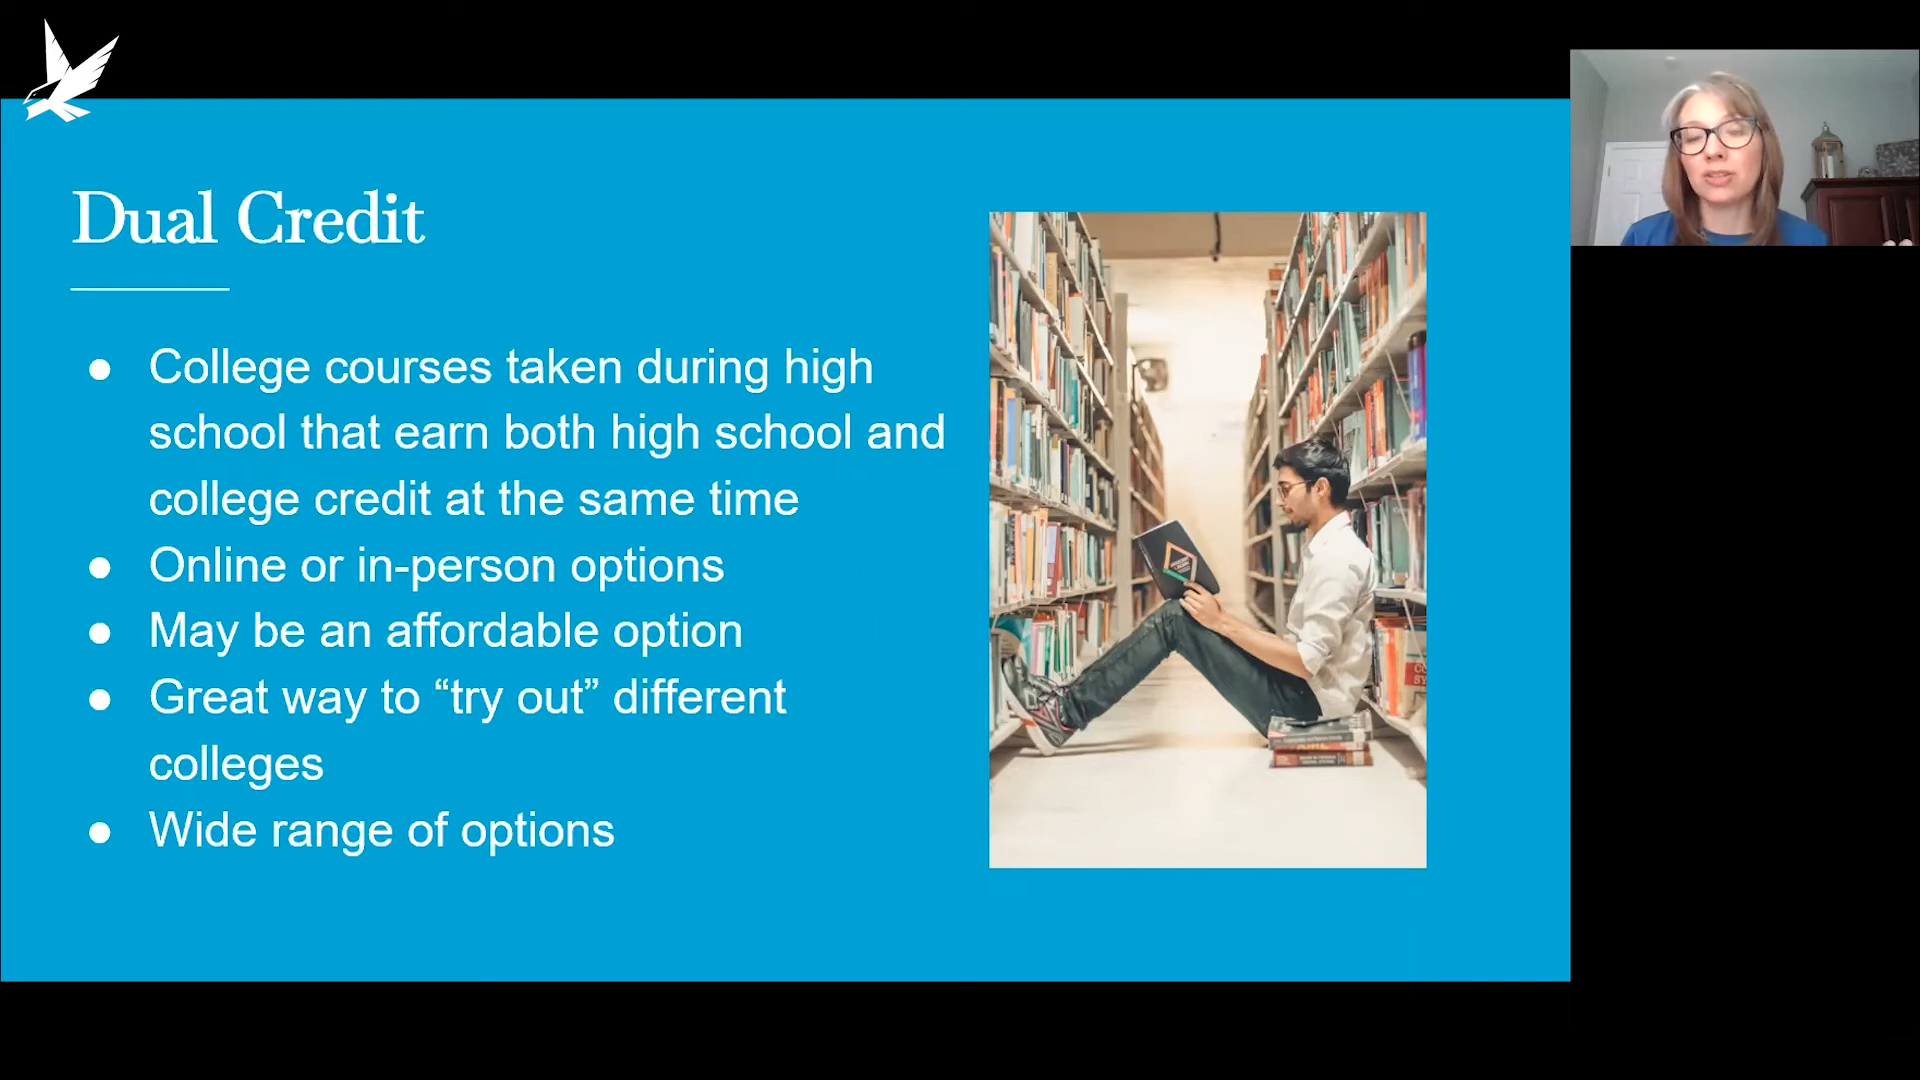 Dual Credit
● College courses taken during high
school that earn both high school and
college credit at the same time
● Online or in-person options
● May be an affordable option
● Great way to “try out” different
colleges
● Wide range of options